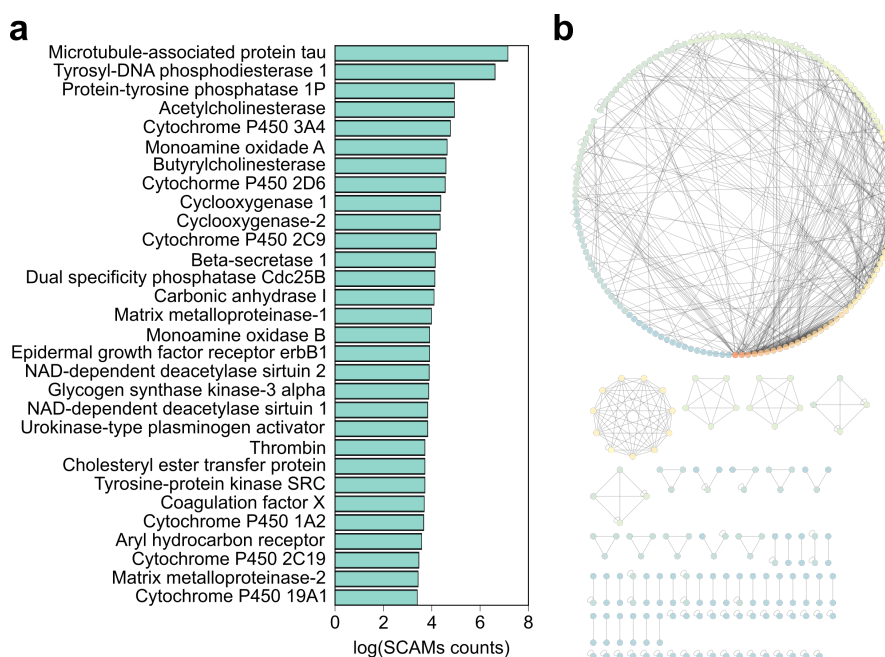 a
b
Microtubule-associated protein tau
Tyrosyl-DNA phosphodiesterase 1
Protein-tyrosine phosphatase 1P
Acetylcholinesterase
Cytochrome P450 3A4
Monoamine oxidade A
Butyrylcholinesterase
Cytochorme P450 2D6
Cyclooxygenase 1
Cyclooxygenase-2
Cytochrome P450 2C9
Beta-secretase 1
Dual specificity phosphatase Cdc25B
Carbonic anhydrase I
Matrix metalloproteinase-1
Monoamine oxidase B
Epidermal growth factor receptor erbB1
NAD-dependent deacetylase sirtuin 2
Glycogen synthase kinase-3 alpha
NAD-dependent deacetylase sirtuin 1
Urokinase-type plasminogen activator
Thrombin
Cholesteryl ester transfer protein
Tyrosine-protein kinase SRC
Coagulation factor X
Cytochrome P450 1A2
Aryl hydrocarbon receptor
Cytochrome P450 2C19
Matrix metalloproteinase-2
Cytochrome P450 19A1
0 2 4 6 8
log(SCAMs counts)